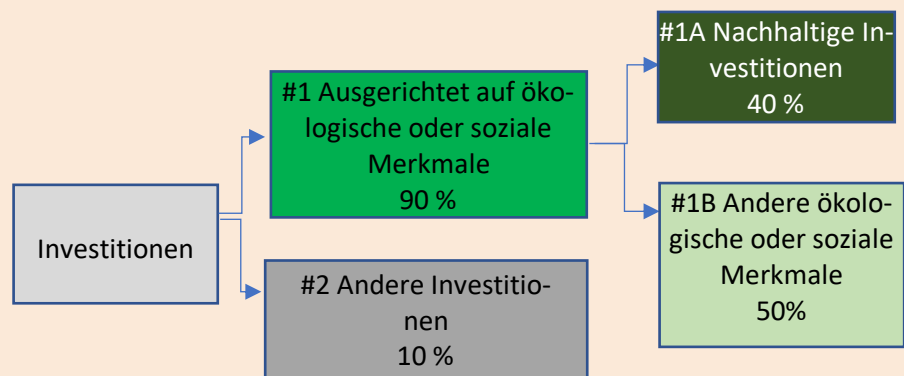 Investitionen
#1 Ausgerichtet auf öko-
logische oder soziale
Merkmale
90 %
#2 Andere Investitio-
nen
10 %
#1A Nachhaltige In-
vestitionen
40 %
#1B Andere ökolo-
gische oder soziale
Merkmale
50%